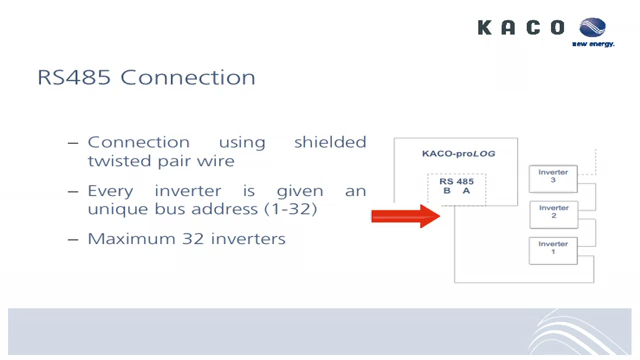 KACO
new energy.
RS485 Connection
– Connection using shielded
twisted pair wire
– Every inverter is given an
unique bus address (1-32)
– Maximum 32 inverters
KACO-proLOG
RS 485
B A
Inverter
3
Inverter
2
Inverter
1